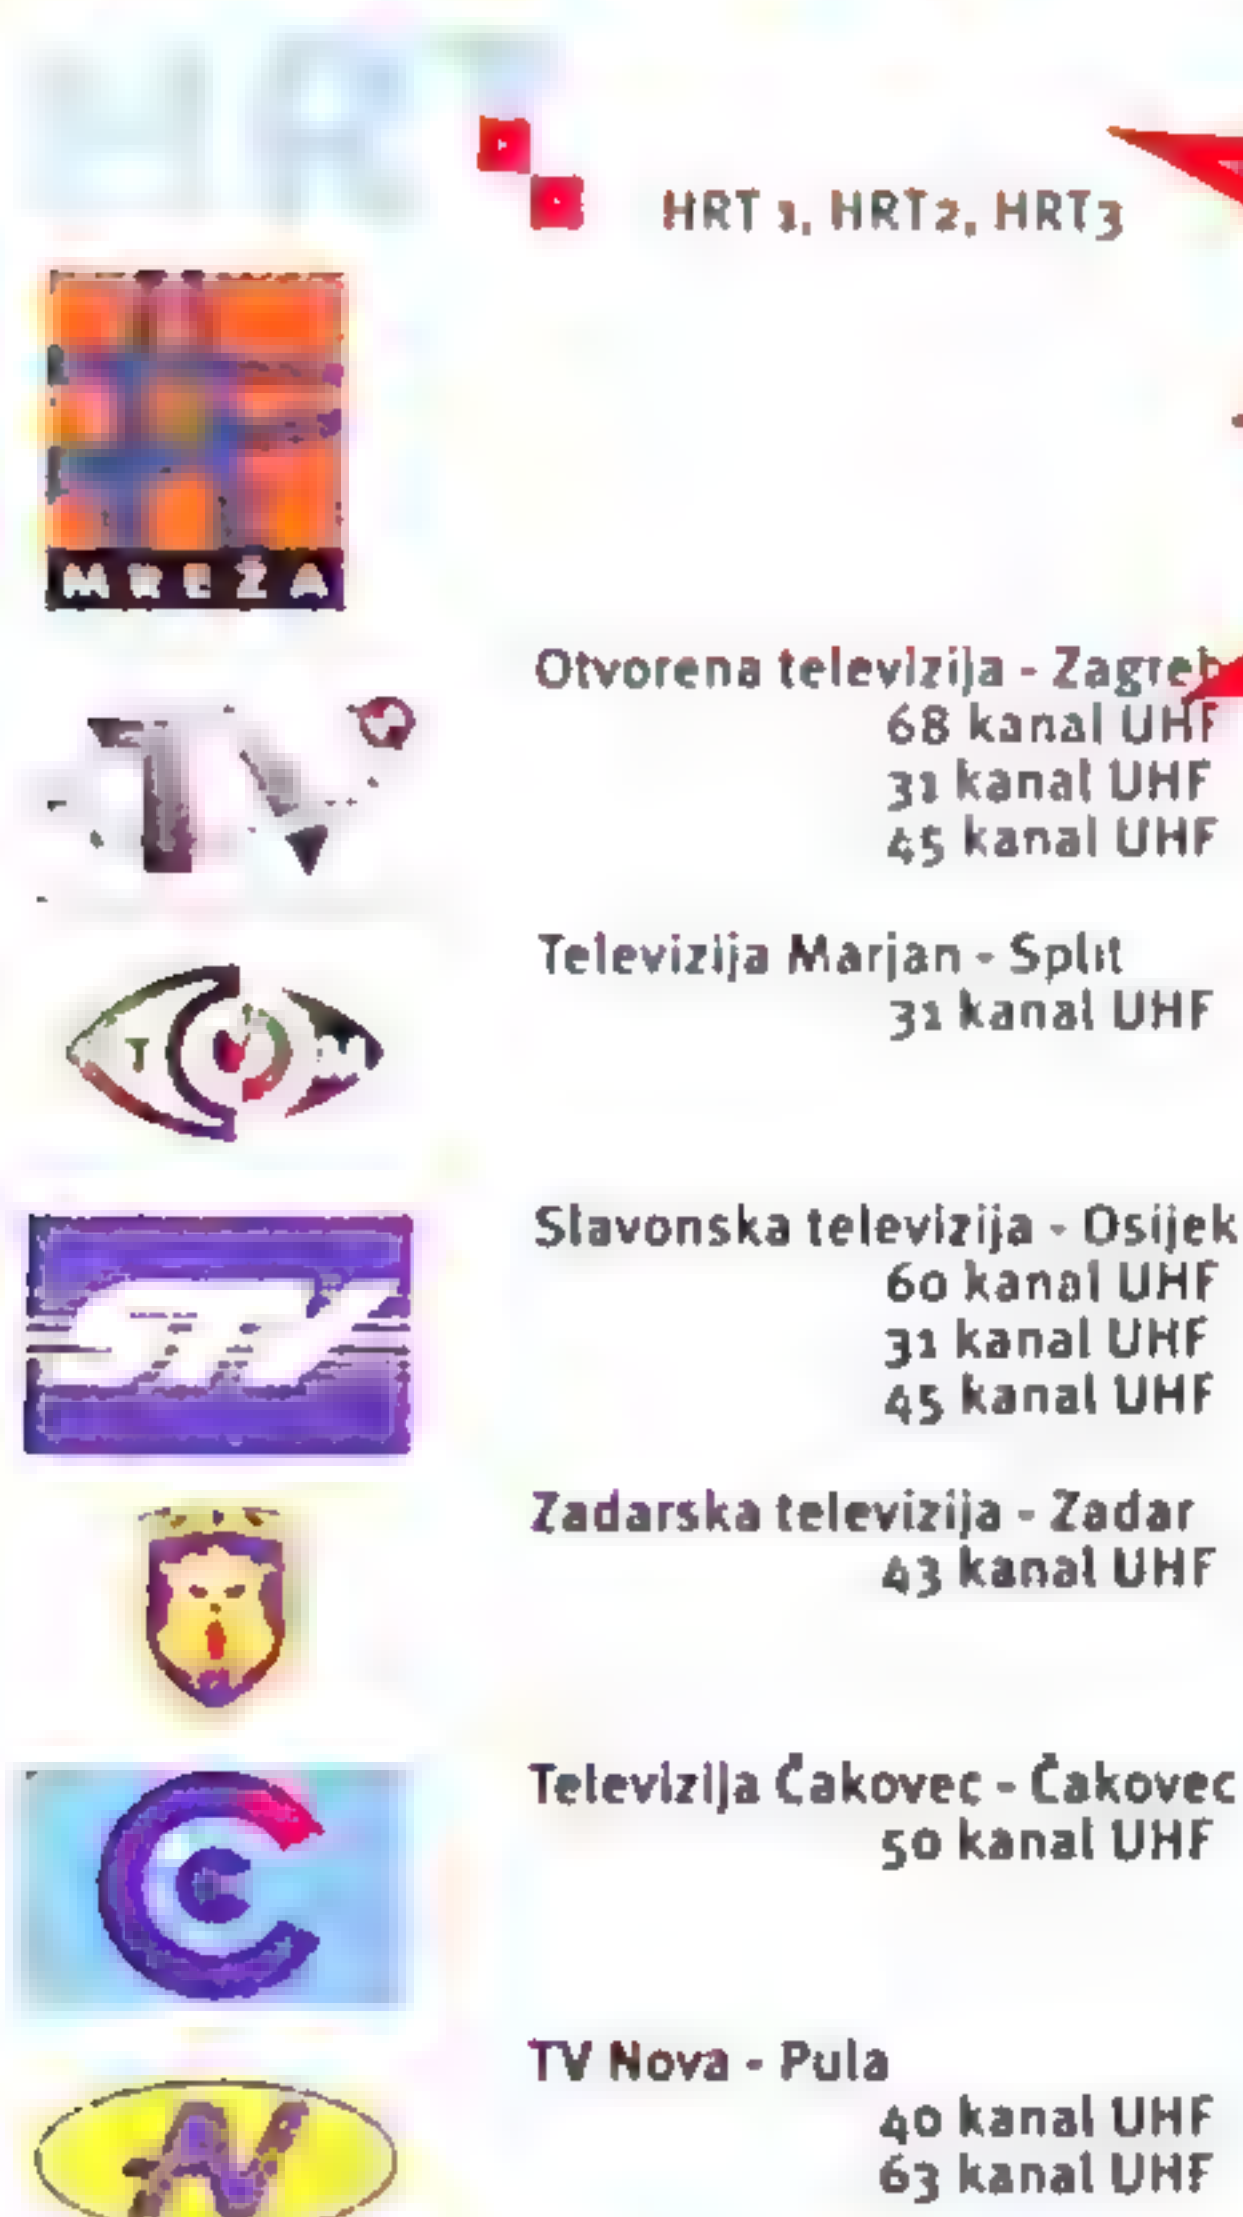 HRT
HRT 1, HRT2, HRT3
MREŽA
Otvorena televizija - Zagreb
68 kanal UHF
31 kanal UHF
45 kanal UHF
Televizija Marjan - Split
T M
31 kanal UHF
Slavonska televizija - Osijek
60 kanal UHF
31 kanal UHF
45 kanal UHF
STV
Zadarska televizija - Zadar
43 kanal UHF
Televizija Čakovec - Čakovec
50 kanal UHF
TV Nova - Pula
40 kanal UHF
63 kanal UHF